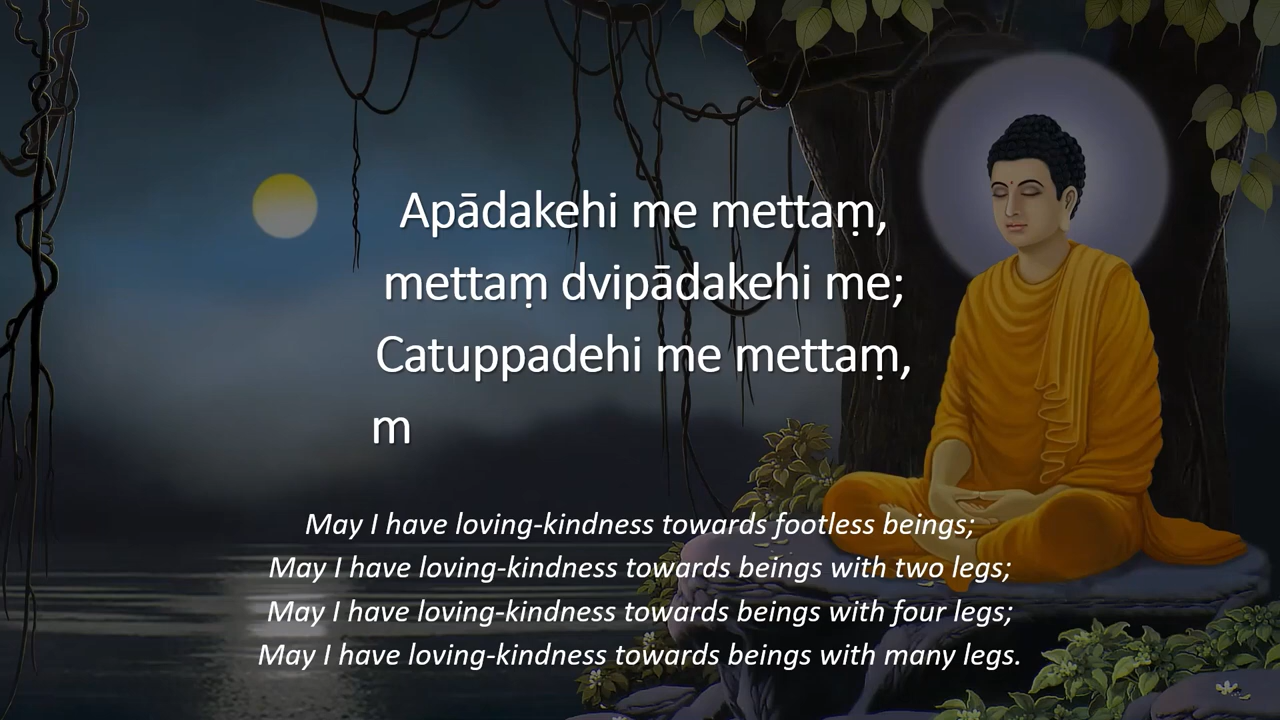 Apādakehi me mettaṃ,
mettaṃ dvipādakehi me;
Catuppadehi me mettaṃ,
m
May I have loving-kindness towards footless beings;
May I have loving-kindness towards beings with two legs;
May I have loving-kindness towards beings with four legs;
May I have loving-kindness towards beings with many legs.